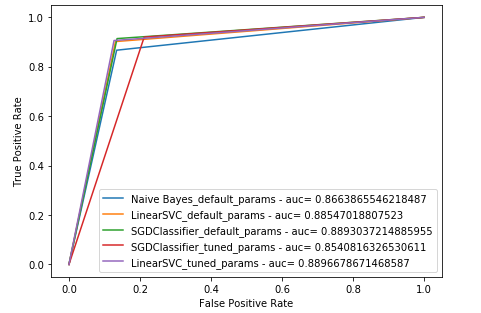 1.0
0.8
0.6
0.4
0.2
0.0
True Positive Rate
Naive Bayes_default_params - auc= 0.8663865546218487
LinearSVC_default_params - auc= 0.88547018807523
SGDClassifier_default_params - auc= 0.8893037214885955
SGDClassifier_tuned_params - auc= 0.8540816326530611
LinearSVC_tuned_params - auc= 0.8896678671468587
0.0 0.2 0.4 0.6 0.8 1.0
False Positive Rate